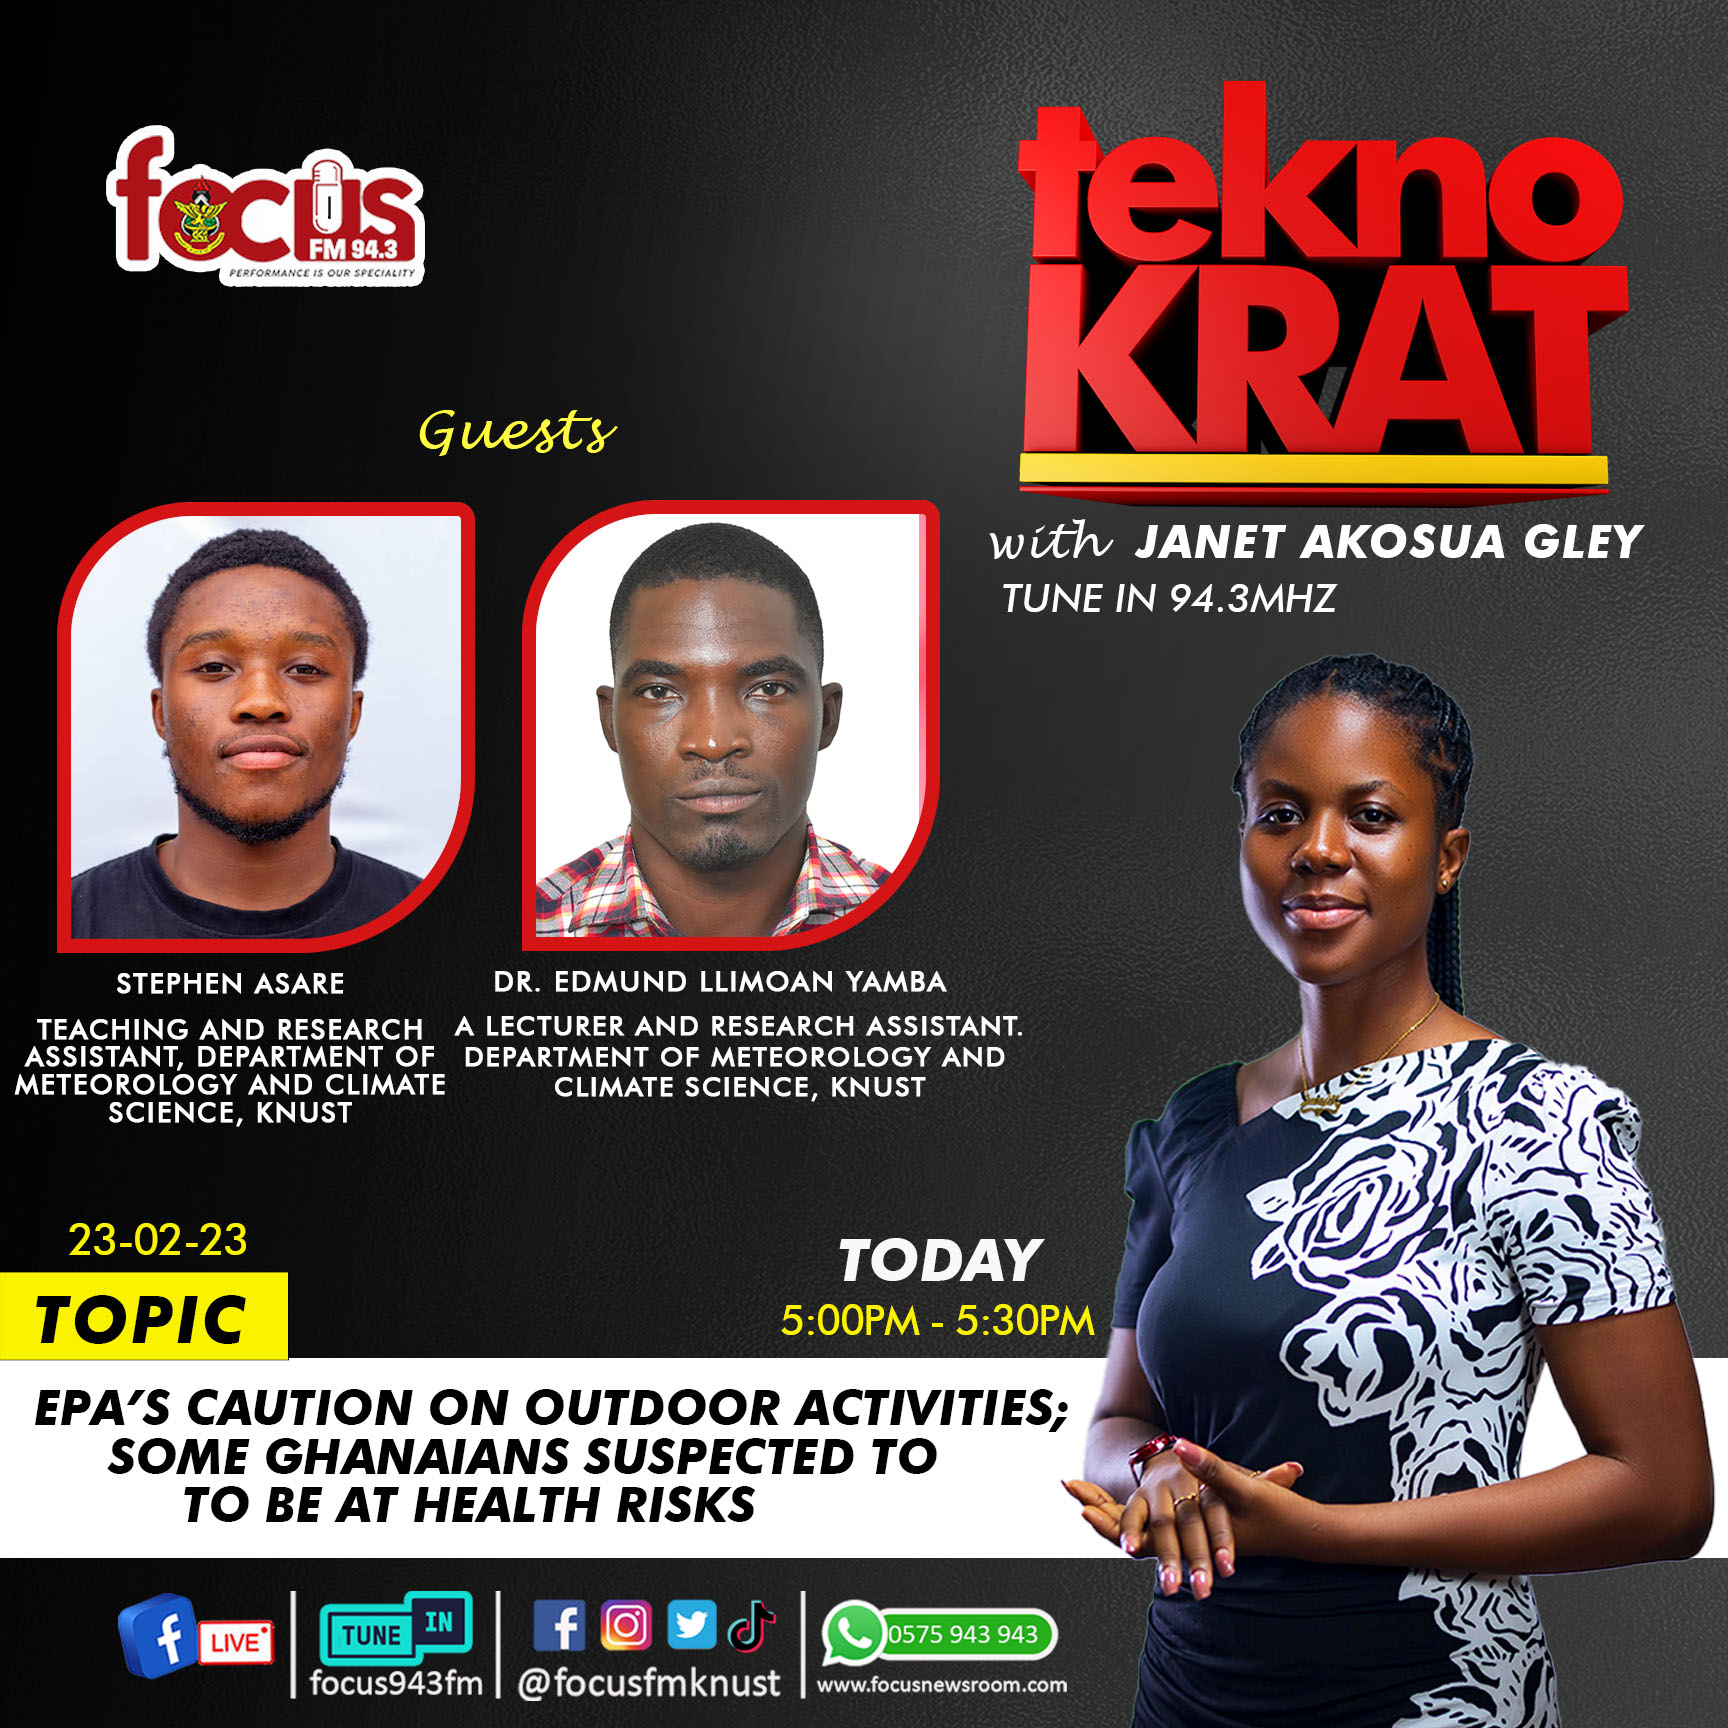 focus
FM 94.3
PERFORMANCE IS OUR SPECIALITY
tekno
KRAT
with JANET AKOSUA GLEY
TUNE IN 94.3MHZ
Guests
STEPHEN ASARE
TEACHING AND RESEARCH
ASSISTANT, DEPARTMENT OF
METEOROLOGY AND CLIMATE
SCIENCE, KNUST
DR. EDMUND LLIMOAN YAMBA
A LECTURER AND RESEARCH ASSISTANT.
DEPARTMENT OF METEOROLOGY AND
CLIMATE SCIENCE, KNUST
23-02-23
TOPIC
TODAY
5:00PM - 5:30PM
EPA'S CAUTION ON OUTDOOR ACTIVITIES;
SOME GHANAIANS SUSPECTED TO
TO BE AT HEALTH RISKS
f LIVE
TUNE IN
focus943fm
@focusfmknust
0575 943 943
www.focusnewsroom.com